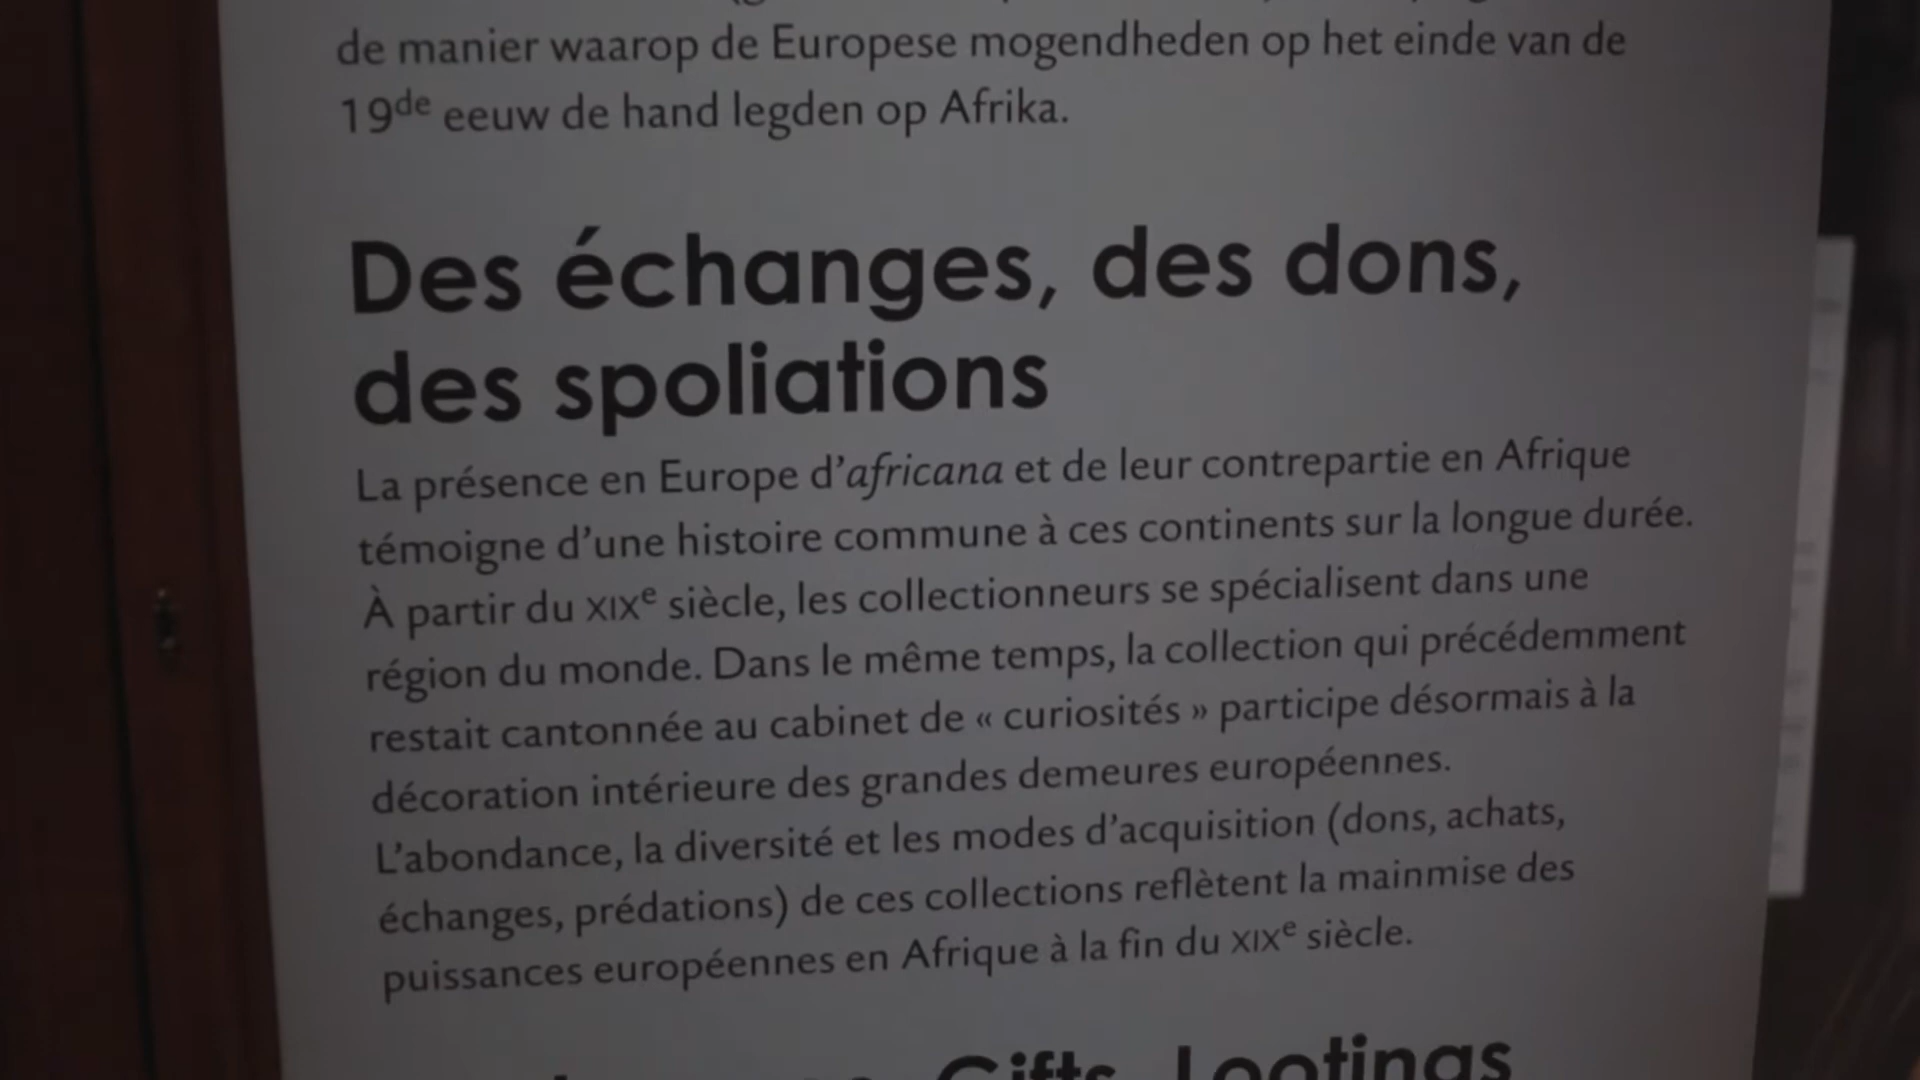 de manier waarop de Europese mogendheden op het einde van de
19de eeuw de hand legden op Afrika.
Des échanges, des dons,
des spoliations
La présence en Europe d’africana et de leur contrepartie en Afrique
témoigne d’une histoire commune à ces continents sur la longue durée.
À partir du XIXe siècle, les collectionneurs se spécialisent dans une
région du monde. Dans le même temps, la collection qui précédemment
restait cantonnée au cabinet de « curiosités » participe désormais à la
décoration intérieure des grandes demeures européennes.
L’abondance, la diversité et les modes d’acquisition (dons, achats,
échanges, prédations) de ces collections reflètent la mainmise des
puissances européennes en Afrique à la fin du XIXe siècle.
Gifts, Lootings